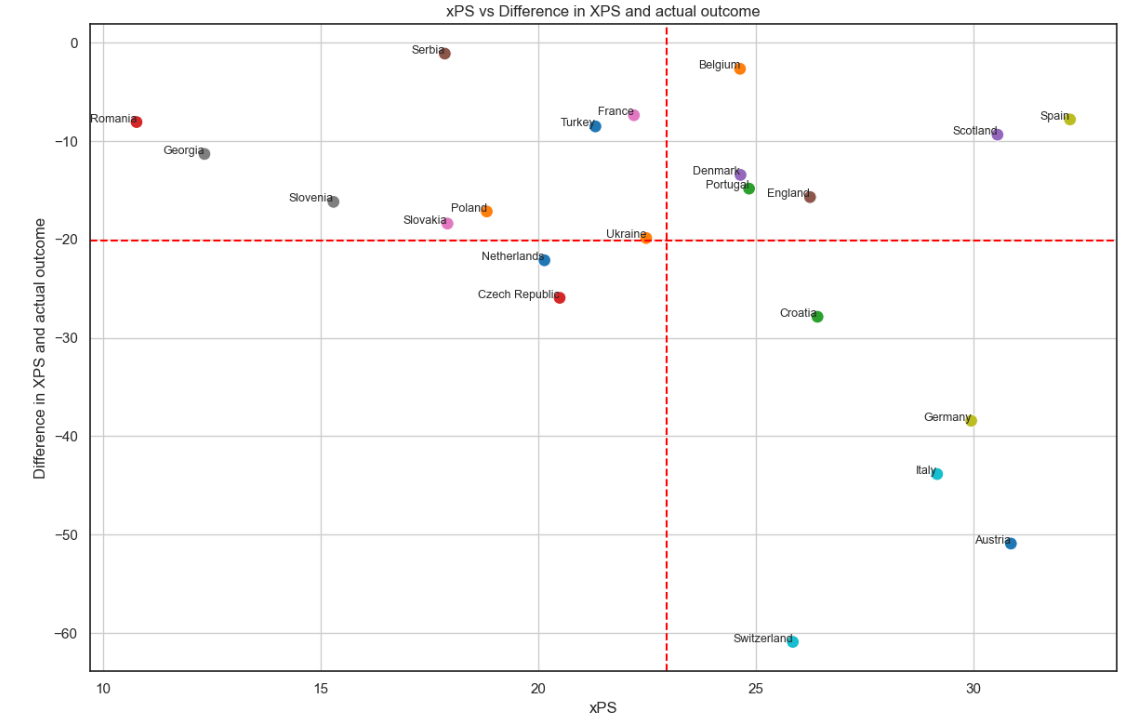 xPS vs Difference in XPS and actual outcome
0
Serbia
Belgium
France
Spain
Romania
Turkey
Scotland
−10
Georgia
Denmark
Portugal
England
Slovenia
Poland
Slovakia
Ukraine
−20
Netherlands
Czech Republic
Croatia
−30
Germany
−40
Italy
−50
Austria
Switzerland
−60
Difference in XPS and actual outcome
10 15 20 25 30
xPS